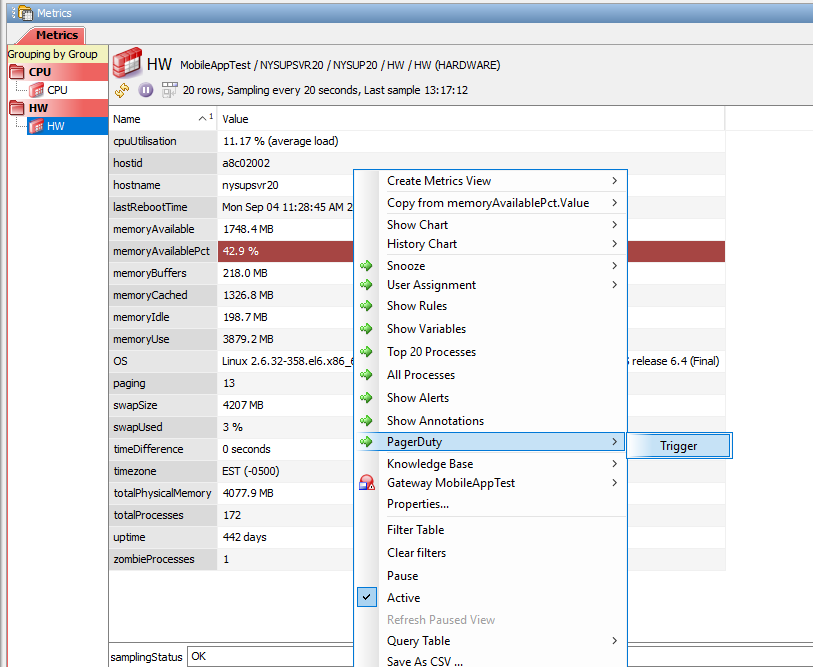 Metrics
Metrics
Grouping by Group
CPU
CPU
HW
HW
HW MobileAppTest / NYSUPSVR20 / NYSUP20 / HW / HW (HARDWARE)
20 rows, Sampling every 20 seconds, Last sample 13:17:12
Name 1 Value
cpuUtilisation 11.17 % (average load)
hostid a8c02002
hostname nysupsvr20
lastRebootTime Mon Sep 04 11:28:45 AM 2
memoryAvailable 1748.4 MB
memoryAvailablePct 42.9 %
memoryBuffers 218.0 MB
memoryCached 1326.8 MB
memoryIdle 198.7 MB
memoryUse 3879.2 MB
OS Linux 2.6.32-358.el6.x86_6 release 6.4 (Final)
paging 13
swapSize 4207 MB
swapUsed 3 %
timeDifference 0 seconds
timezone EST (-0500)
totalPhysicalMemory 4077.9 MB
totalProcesses 172
uptime 442 days
zombieProcesses 1
samplingStatus OK
Create Metrics View
Copy from memoryAvailablePct.Value
Show Chart
History Chart
Snooze
User Assignment
Show Rules
Show Variables
Top 20 Processes
All Processes
Show Alerts
Show Annotations
PagerDuty
Trigger
Knowledge Base
Gateway MobileAppTest
Properties...
Filter Table
Clear filters
Pause
Active
Refresh Paused View
Query Table
Save As CSV ...